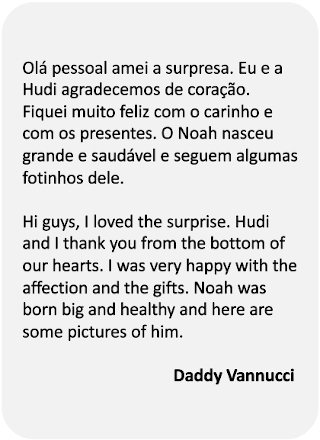 Olá pessoal amei a surpresa. Eu e a
Hudi agradecemos de coração.
Fiquei muito feliz com o carinho e
com os presentes. O Noah nasceu
grande e saudável e seguem algumas
fotinhos dele.
Hi guys, I loved the surprise. Hudi
and I thank you from the bottom of
our hearts. I was very happy with the
affection and the gifts. Noah was
born big and healthy and here are
some pictures of him.
Daddy Vannucci